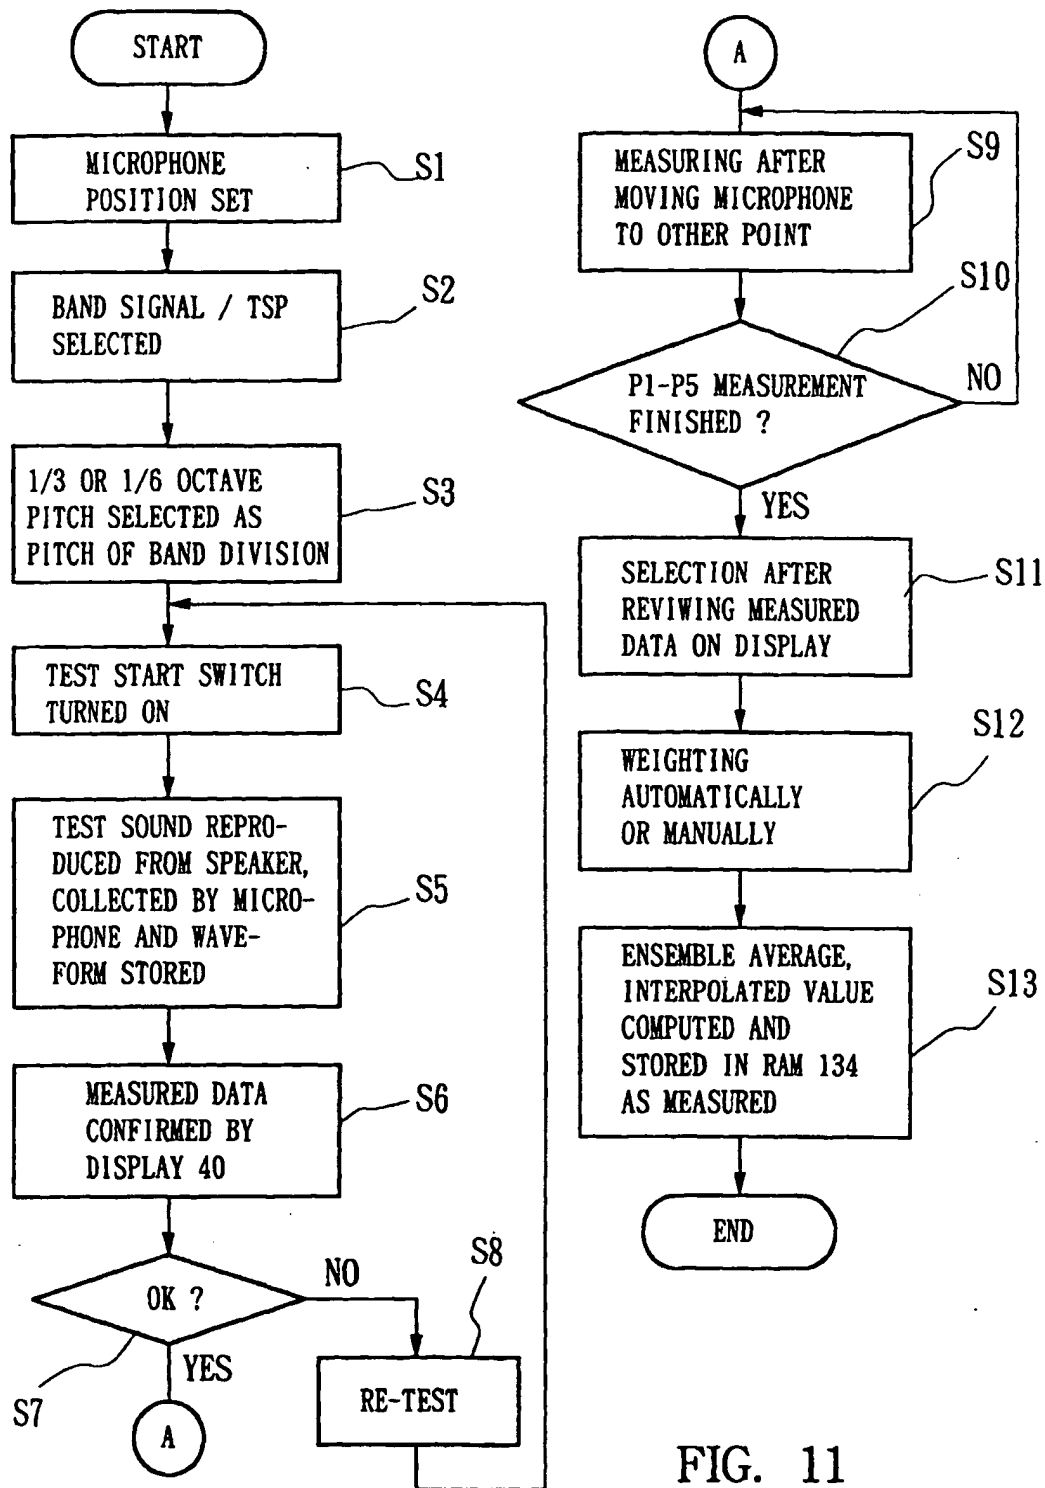 START
MICROPHONE
POSITION SET
S1
BAND SIGNAL / TSP
SELECTED
S2
1/3 OR 1/6 OCTAVE
PITCH SELECTED AS
PITCH OF BAND DIVISION
S3
TEST START SWITCH
TURNED ON
S4
TEST SOUND REPRO-
DUCED FROM SPEAKER,
COLLECTED BY MICRO-
PHONE AND WAVE-
FORM STORED
S5
MEASURED DATA
CONFIRMED BY
DISPLAY 40
S6
OK ?
NO
S7
YES
A
S8
RE-TEST
A
MEASURING AFTER
MOVING MICROPHONE
TO OTHER POINT
S9
P1-P5 MEASUREMENT
FINISHED ?
S10
NO
YES
SELECTION AFTER
REVIWING MEASURED
DATA ON DISPLAY
S11
WEIGHTING
AUTOMATICALLY
OR MANUALLY
S12
ENSEMBLE AVERAGE,
INTERPOLATED VALUE
COMPUTED AND
STORED IN RAM 134
AS MEASURED
S13
END
FIG. 11